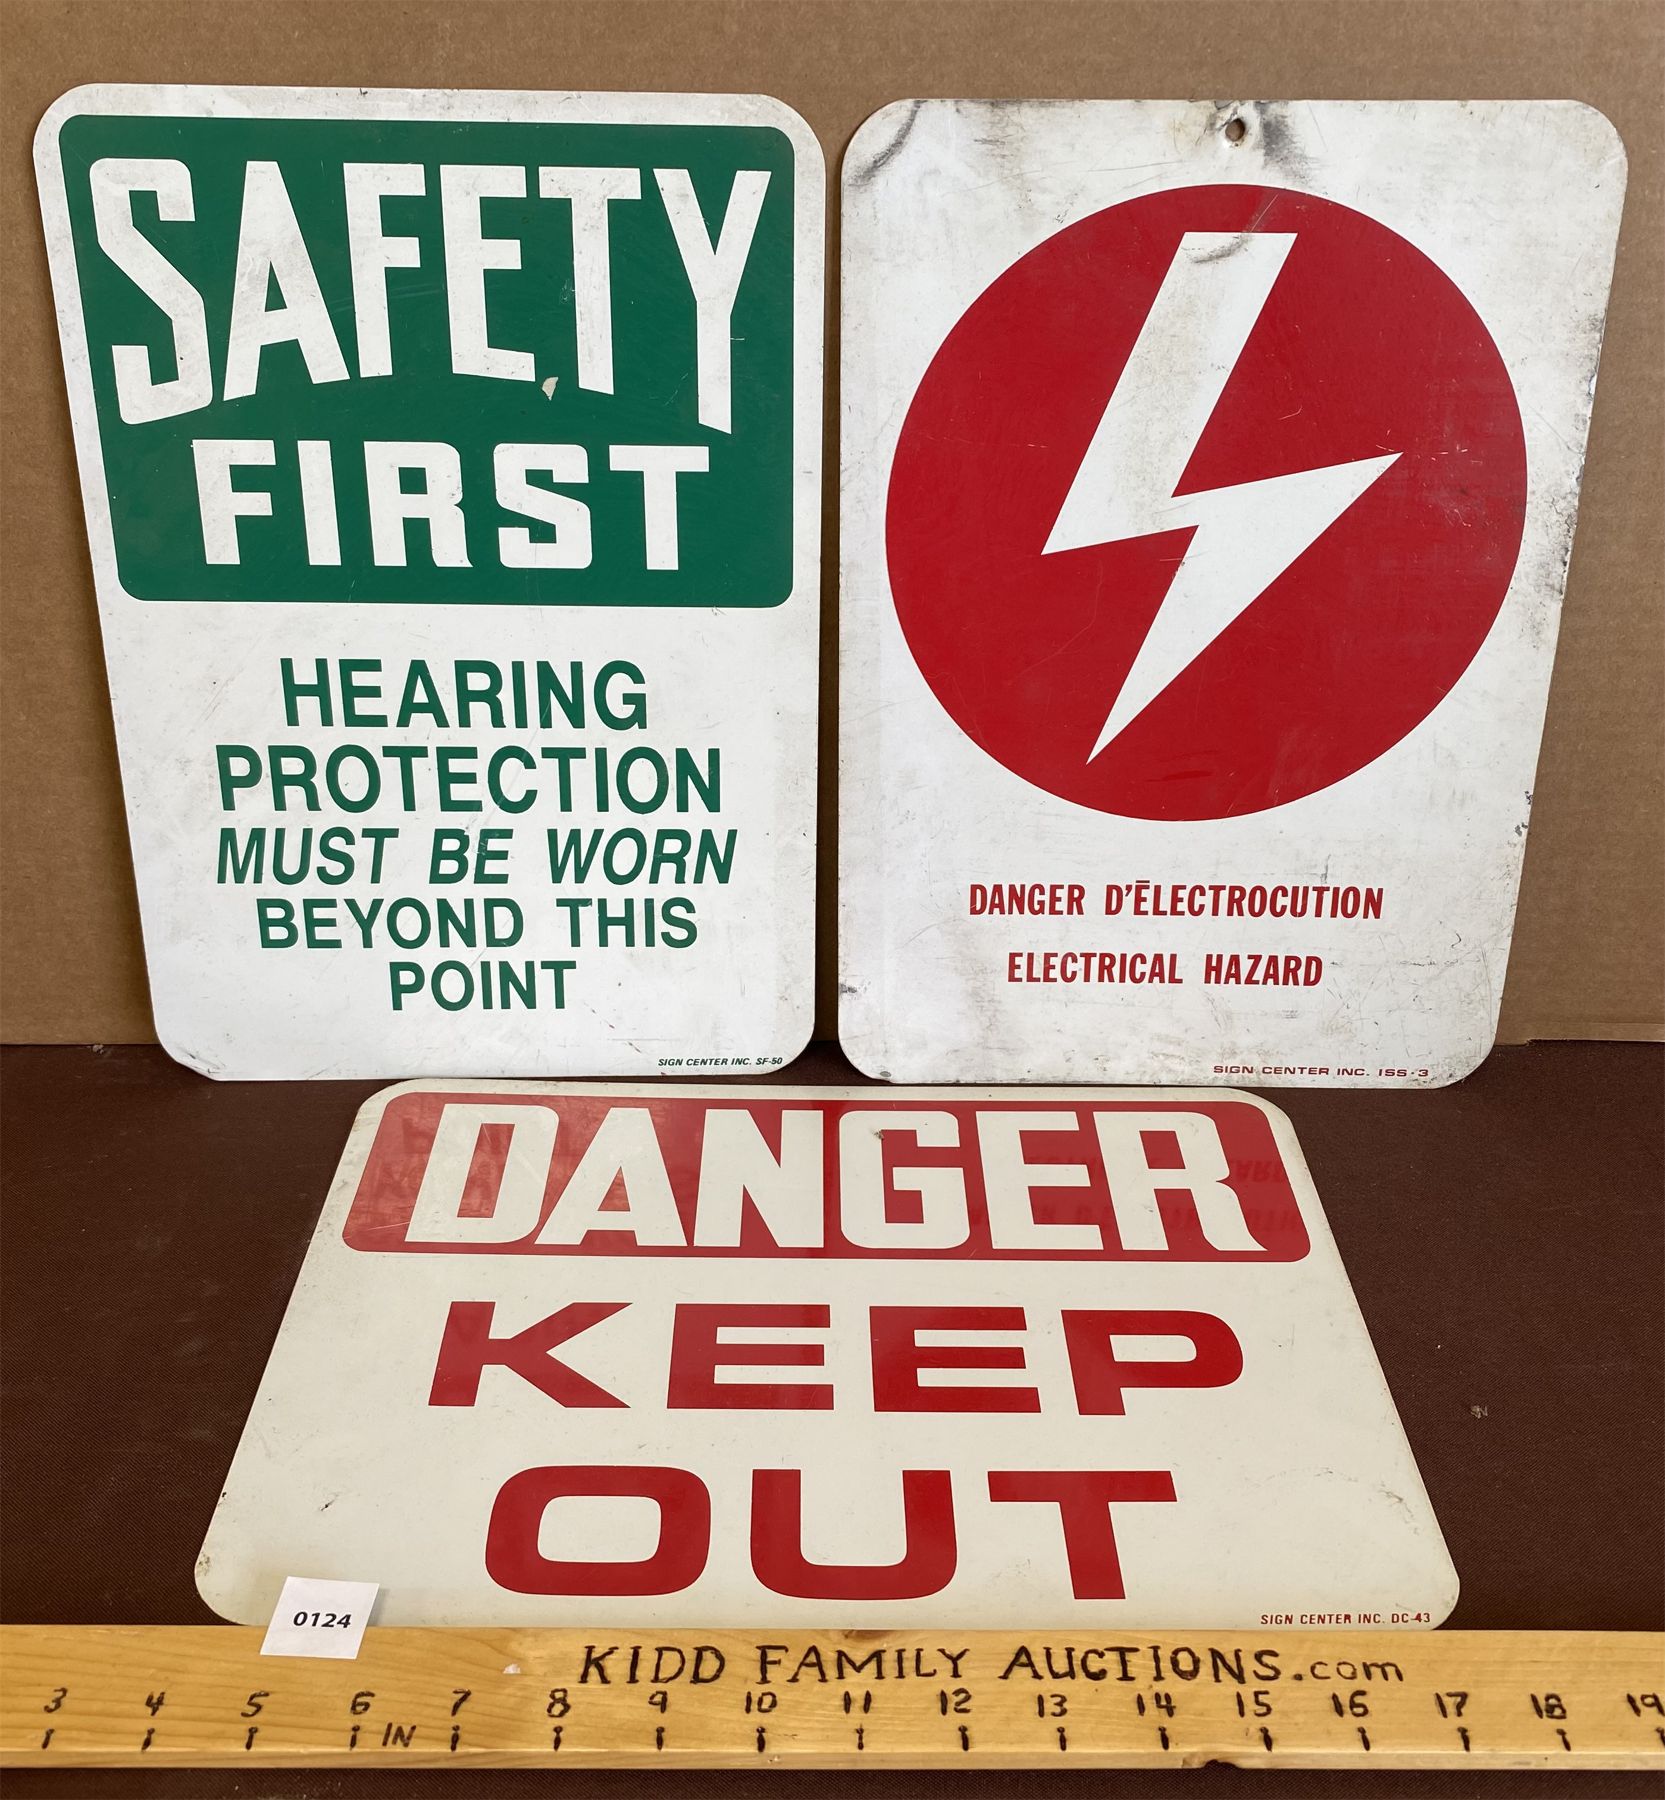 SAFETY
FIRST
HEARING
PROTECTION
MUST BE WORN
BEYOND THIS
POINT
SIGN CENTER INC. SF-50
DANGER D'ĒLECTROCUTION
ELECTRICAL HAZARD
SIGN CENTER INC. ISS-3
DANGER
KEEP
OUT
SIGN CENTER INC. DC-43
0124
KIDD FAMILY AUCTIONS.com
3 4 5 6 7 8 9 10 11 12 13 14 15 16 17 18 19
IN